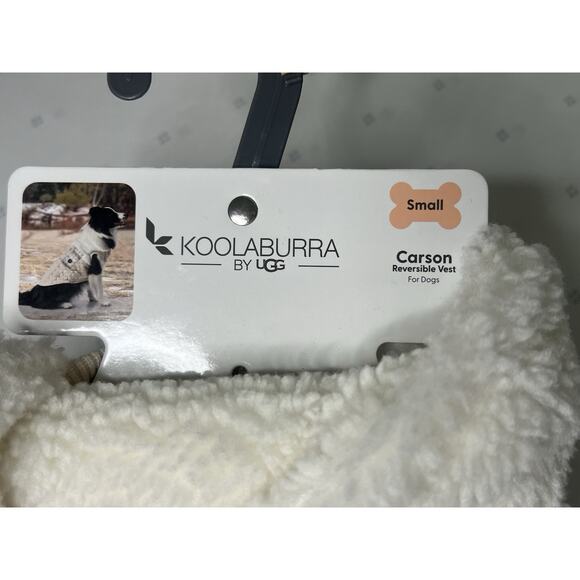 Small
KOOLABURRA
BY UGG
Carson
Reversible Vest
For Dogs